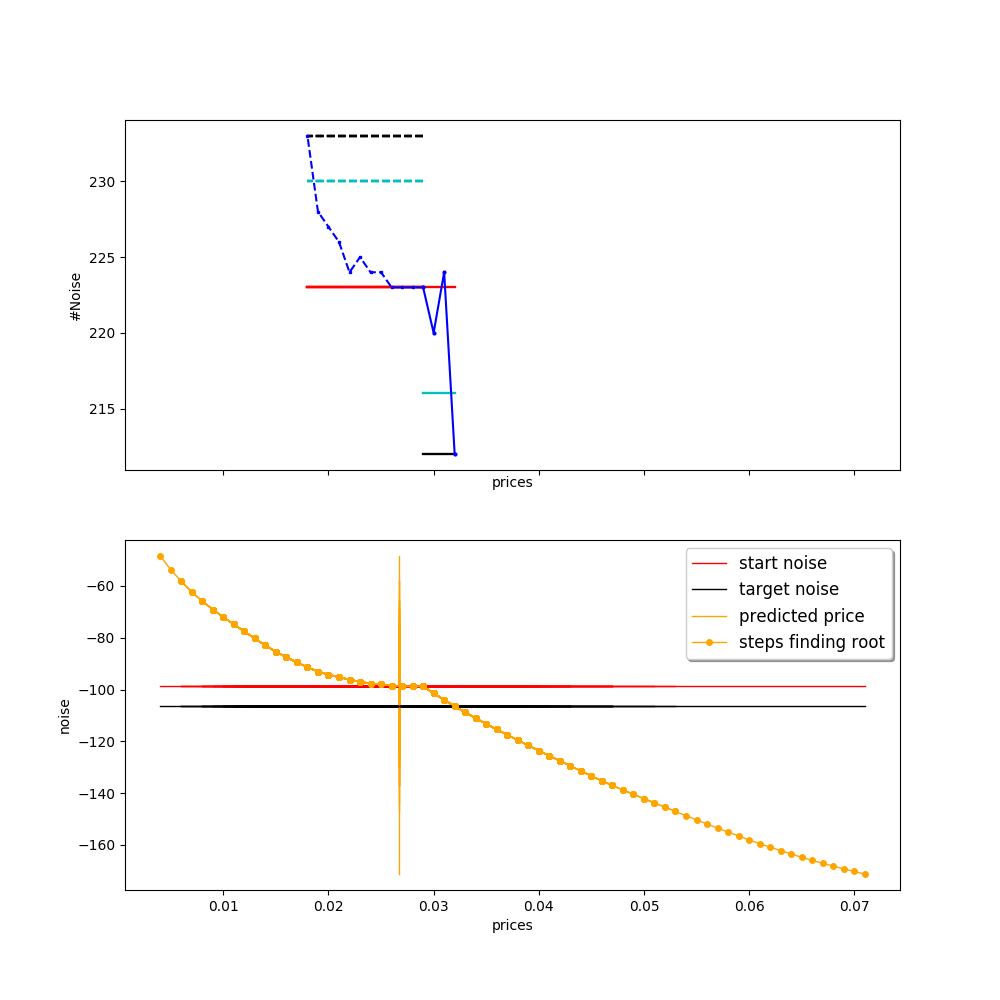 230
225
220
215
#Noise
prices
start noise
target noise
predicted price
steps finding root
−60
−80
−100
−120
−140
−160
noise
0.01 0.02 0.03 0.04 0.05 0.06 0.07
prices